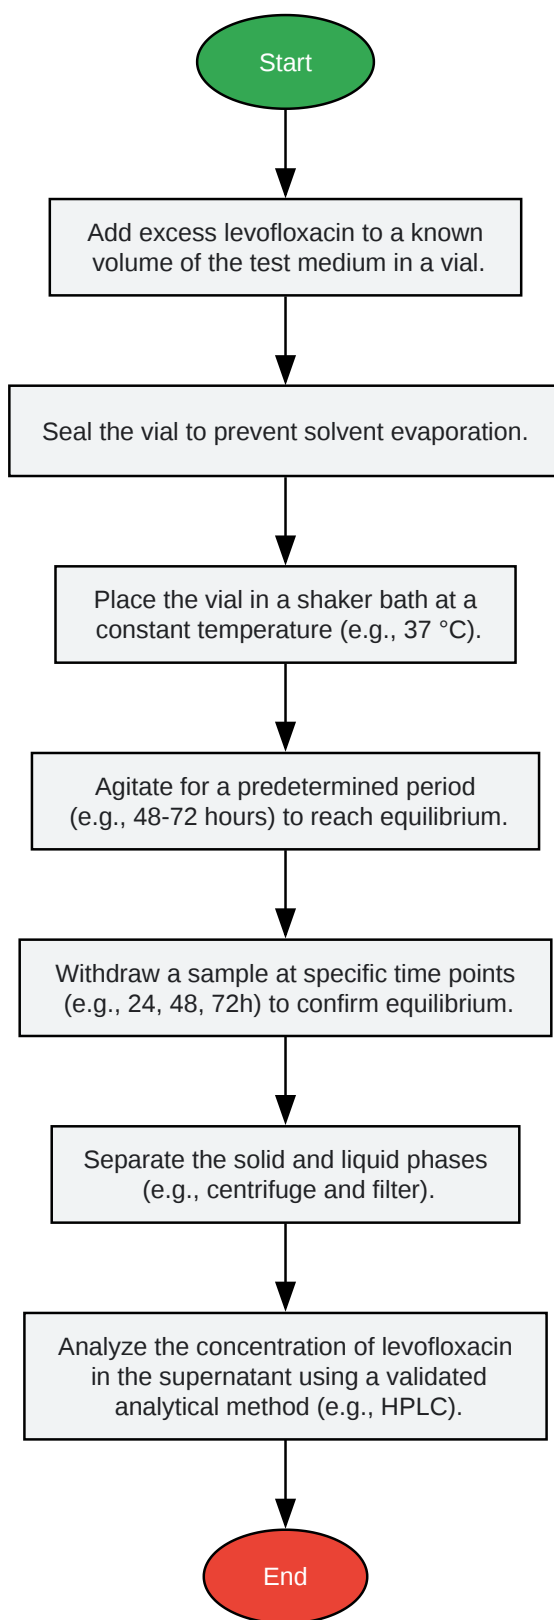 Start
Add excess levofloxacin to a known
volume of the test medium in a vial.
Seal the vial to prevent solvent evaporation.
Place the vial in a shaker bath at a
constant temperature (e.g., 37 °C).
Agitate for a predetermined period
(e.g., 48-72 hours) to reach equilibrium.
Withdraw a sample at specific time points
(e.g., 24, 48, 72h) to confirm equilibrium.
Separate the solid and liquid phases
(e.g., centrifuge and filter).
Analyze the concentration of levofloxacin
in the supernatant using a validated
analytical method (e.g., HPLC).
End